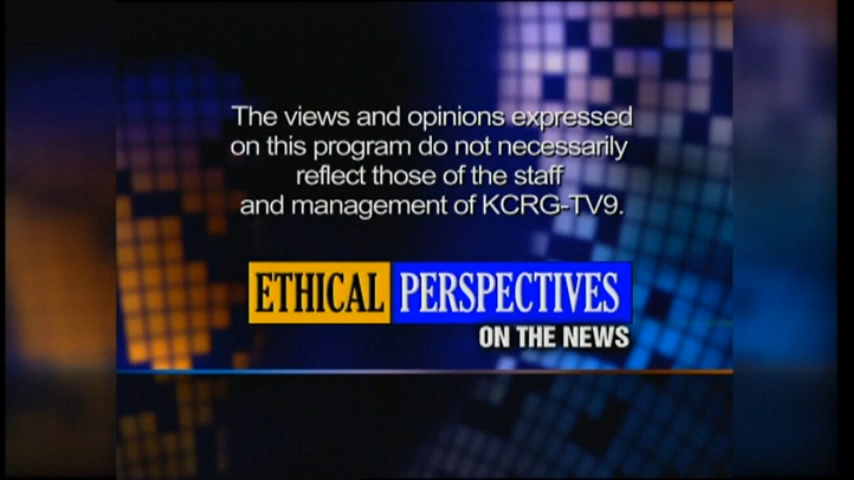 The views and opinions expressed
on this program do not necessarily
reflect those of the staff
and management of KCRG-TV9.
ETHICAL PERSPECTIVES
ON THE NEWS